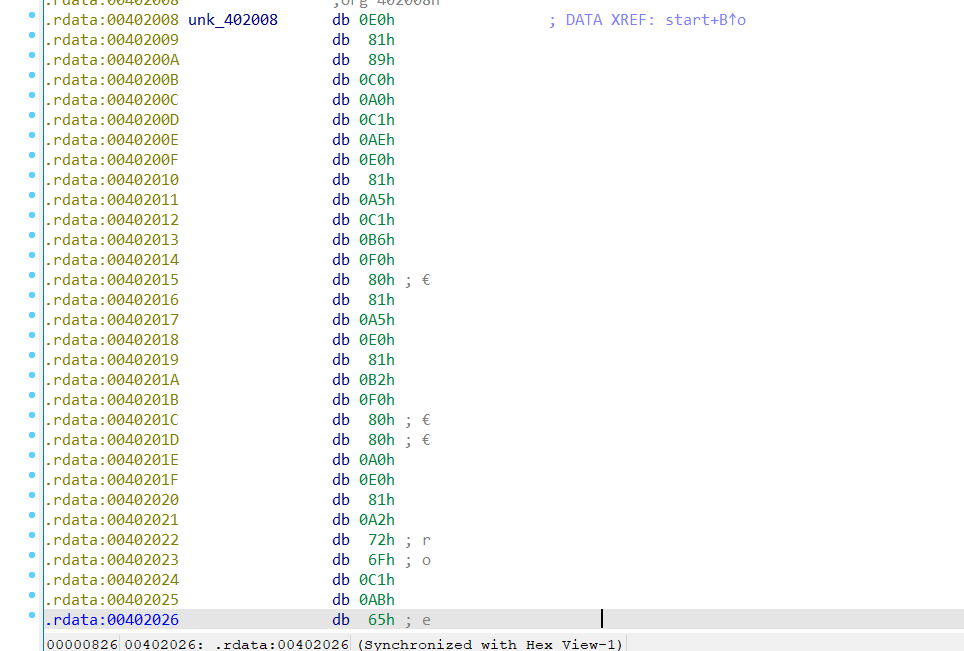 .rdata:00402008 ;org 402008h
.rdata:00402008 unk_402008 db 0E0h ; DATA XREF: start+B↑o
.rdata:00402009 db 81h
.rdata:0040200A db 89h
.rdata:0040200B db 0C0h
.rdata:0040200C db 0A0h
.rdata:0040200D db 0C1h
.rdata:0040200E db 0AEh
.rdata:0040200F db 0E0h
.rdata:00402010 db 81h
.rdata:00402011 db 0A5h
.rdata:00402012 db 0C1h
.rdata:00402013 db 0B6h
.rdata:00402014 db 0F0h
.rdata:00402015 db 80h ; €
.rdata:00402016 db 81h
.rdata:00402017 db 0A5h
.rdata:00402018 db 0E0h
.rdata:00402019 db 81h
.rdata:0040201A db 0B2h
.rdata:0040201B db 0F0h
.rdata:0040201C db 80h ; €
.rdata:0040201D db 80h ; €
.rdata:0040201E db 0A0h
.rdata:0040201F db 0E0h
.rdata:00402020 db 81h
.rdata:00402021 db 0A2h
.rdata:00402022 db 72h ; r
.rdata:00402023 db 6Fh ; o
.rdata:00402024 db 0C1h
.rdata:00402025 db 0ABh
.rdata:00402026 db 65h ; e
00000826 00402026: .rdata:00402026 (Synchronized with Hex View-1)